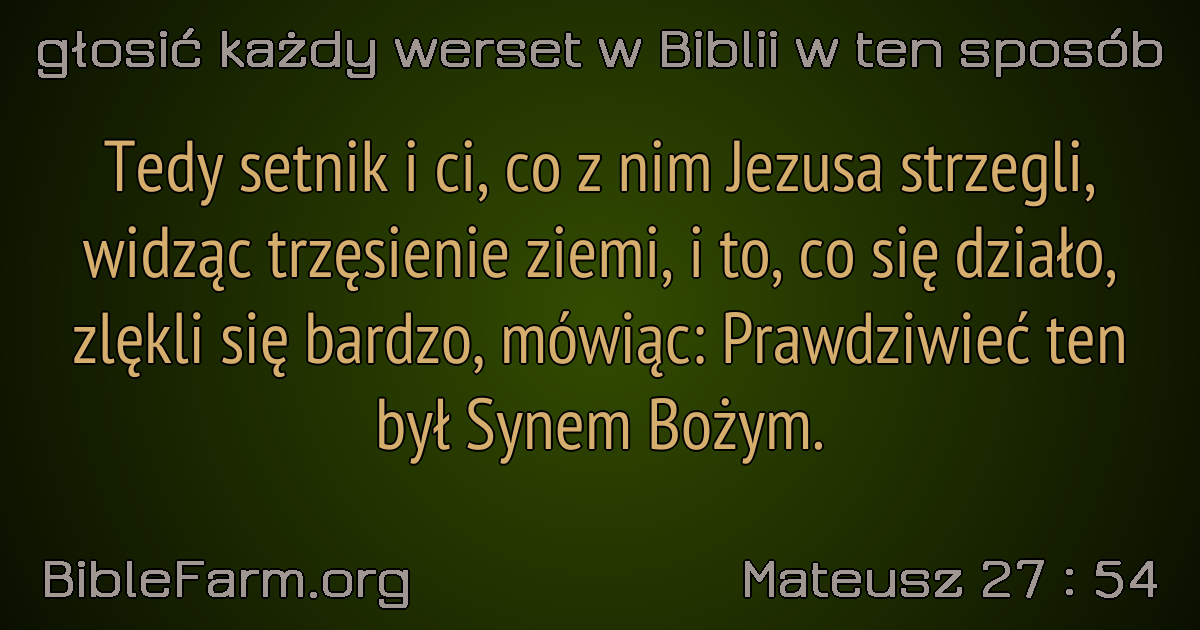 głosić każdy werset w Biblii w ten sposób
Tedy setnik i ci, co z nim Jezusa strzegli,
widząc trzęsienie ziemi, i to, co się działo,
zlękli się bardzo, mówiąc: Prawdziwieć ten
był Synem Bożym.
BibleFarm.org
Mateusz 27 : 54